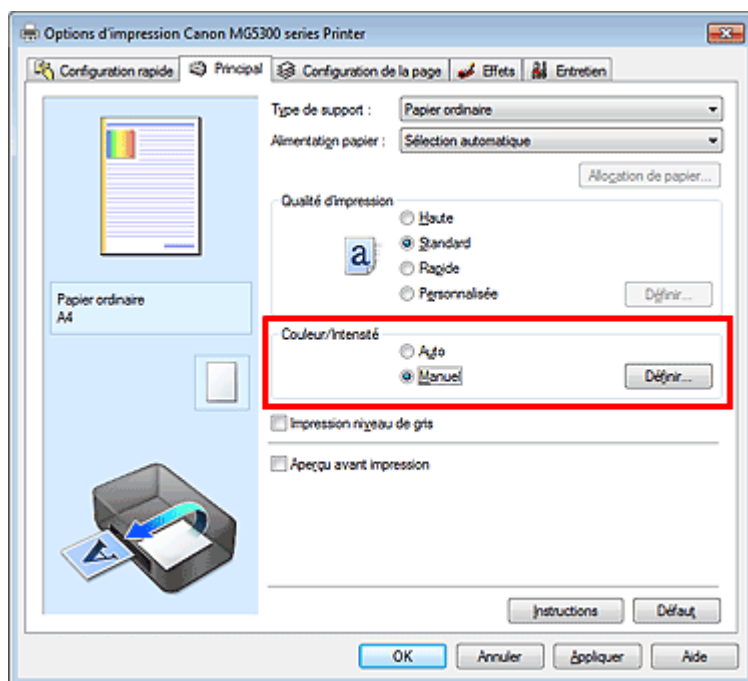 Options d'impression Canon MG5300 series Printer
Configuration rapide Principal Configuration de la page Effets Entretien
Type de support : Papier ordinaire
Alimentation papier : Sélection automatique
Allocation de papier...
Qualité d'impression
Haute
a Standard
Rapide
Personnalisée Définir...
Papier ordinaire
A4
Couleur/Intensité
Auto
Manuel Définir...
Impression niveau de gris
Aperçu avant impression
A
Instructions Défaut
OK Annuler Appliquer Aide